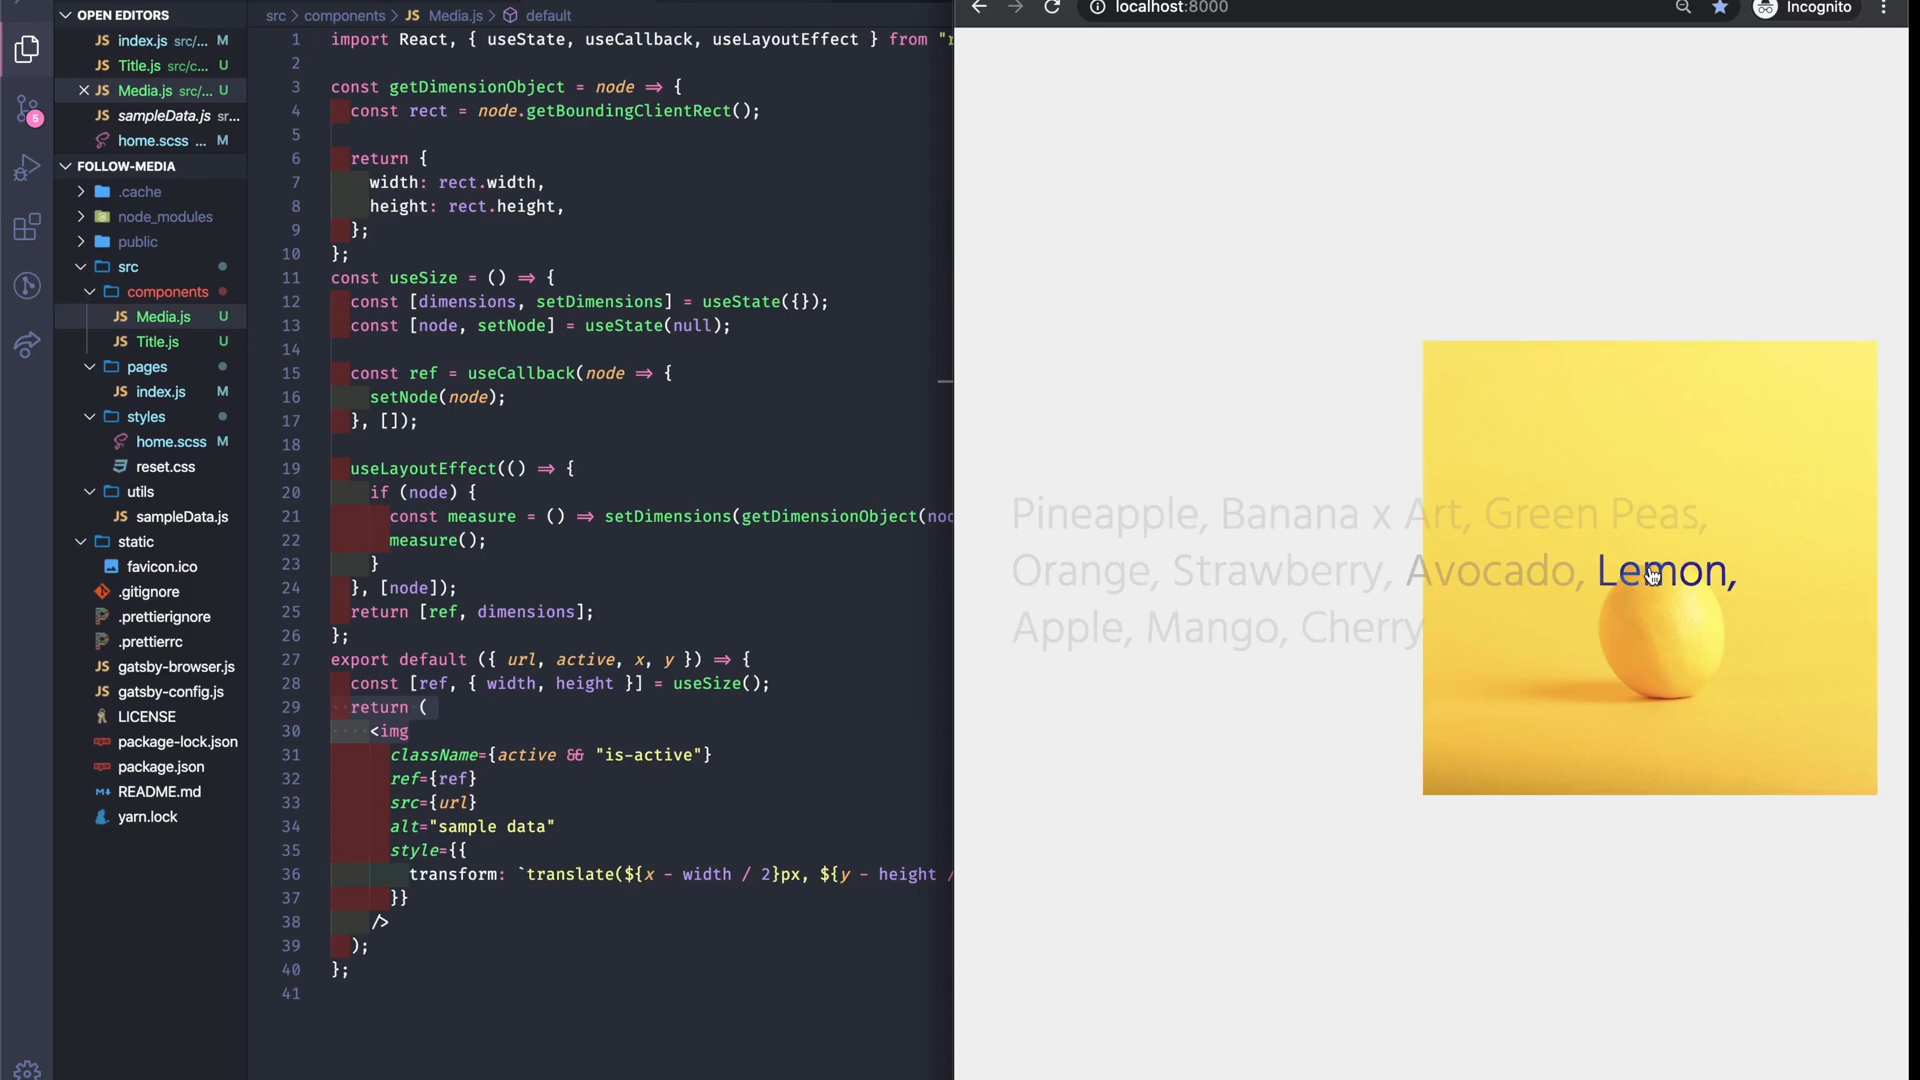 OPEN EDITORS
JS index.js src/... M
JS Title.js src/c... U
JS Media.js src/... U
JS sampleData.js sr...
home.scss ... M
FOLLOW-MEDIA
.cache
node_modules
public
src
components
JS Media.js U
JS Title.js U
pages
JS index.js M
styles
home.scss M
reset.css
utils
JS sampleData.js
static
favicon.ico
.gitignore
.prettierignore
.prettierrc
JS gatsby-browser.js
JS gatsby-config.js
LICENSE
package-lock.json
package.json
README.md
yarn.lock
5
src > components > JS Media.js > default
1 import React, { useState, useCallback, useLayoutEffect } from
2
3 const getDimensionObject = node => {
4 const rect = node.getBoundingClientRect();
5
6 return {
7 width: rect.width,
8 height: rect.height,
9 };
10 };
11 const useSize = () => {
12 const [dimensions, setDimensions] = useState({});
13 const [node, setNode] = useState(null);
14
15 const ref = useCallback(node => {
16 setNode(node);
17 }, []);
18
19 useLayoutEffect(() => {
20 if (node) {
21 const measure = () => setDimensions(getDimensionObject(noc
22 measure();
23 }
24 }, [node]);
25 return [ref, dimensions];
26 };
27 export default ({ url, active, x, y }) => {
28 const [ref, { width, height }] = useSize();
29 return (
30 <img
31 className={active && "is-active"}
32 ref={ref}
33 src={url}
34 alt="sample data"
35 style={{
36 transform: `translate(${x - width / 2}px, ${y - height /
37 }}
38 />
39 );
40 };
41
localhost:8000
Incognito
Pineapple, Banana x Art, Green Peas,
Orange, Strawberry, Avocado, Lemon,
Apple, Mango, Cherry